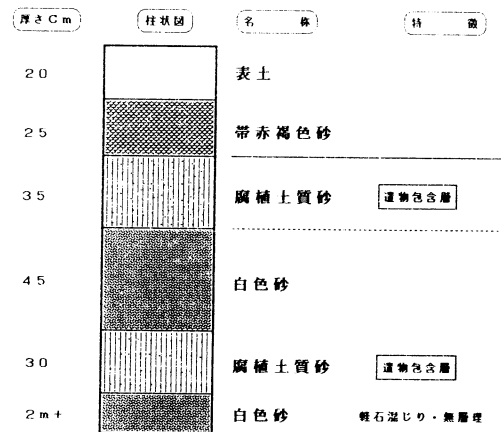 厚さCm 柱状図 名称 特徴
20 表土
25 帯赤褐色砂
35 腐植土質砂 遺物包含層
45 白色砂
30 腐植土質砂 遺物包含層
2m+ 白色砂 軽石混じり・無層理